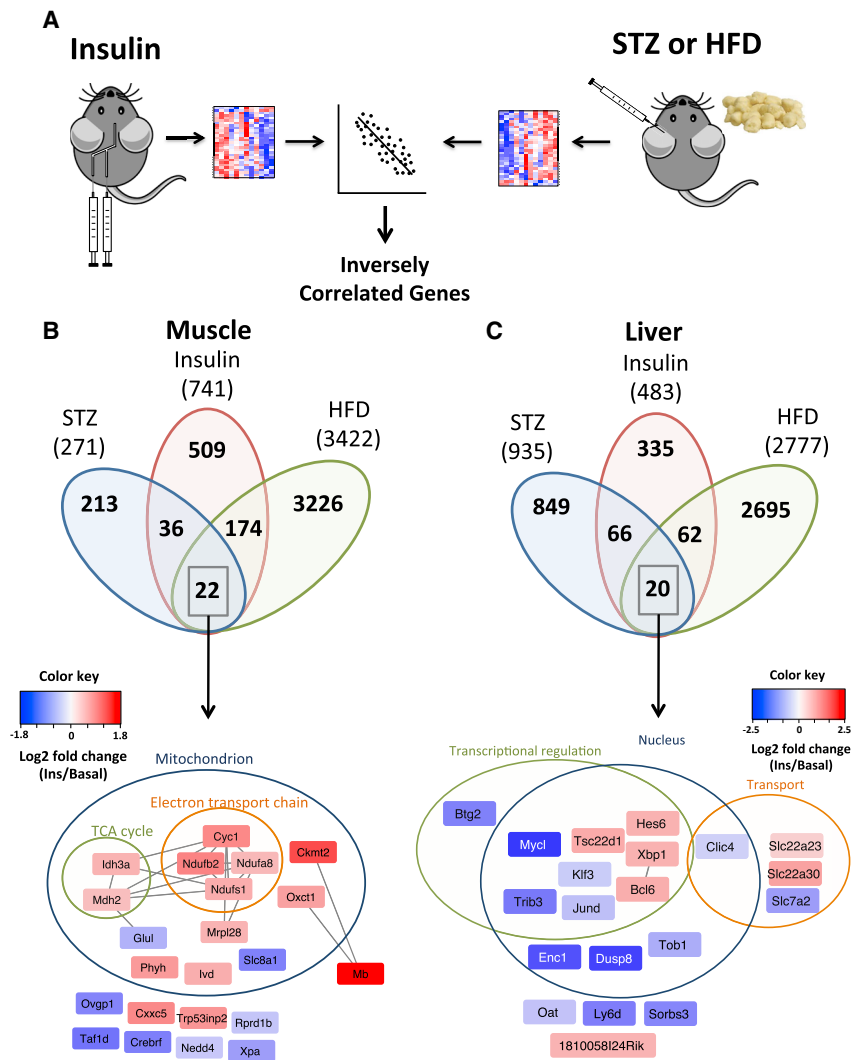 A
Insulin
STZ or HFD
Inversely
Correlated Genes
B
Muscle
Insulin
(741)
STZ
(271)
HFD
(3422)
509
213
3226
36
174
22
Color key
-1.8
0
1.8
Log2 fold change
(Ins/Basal)
Mitochondrion
Electron transport chain
TCA cycle
Cyc1
Ckmt2
Idh3a
Ndufb2
Ndufa8
Mdh2
Ndufs1
Oxct1
Glul
Mrpl28
Slc8a1
Phyh
Ivd
Mb
Ovgp1
Cxxc5
Trp53inp2
Rprd1b
Taf1d
Crebrf
Nedd4
Xpa
C
Liver
Insulin
(483)
STZ
(935)
HFD
(2777)
335
849
2695
66
62
20
Color key
-2.5
0
2.5
Log2 fold change
(Ins/Basal)
Nucleus
Transcriptional regulation
Transport
Btg2
Hes6
Mycl
Tsc22d1
Clic4
Slc22a23
Xbp1
Klf3
Slc22a30
Bcl6
Trib3
Jund
Slc7a2
Tob1
Enc1
Dusp8
Oat
Ly6d
Sorbs3
1810058I24Rik